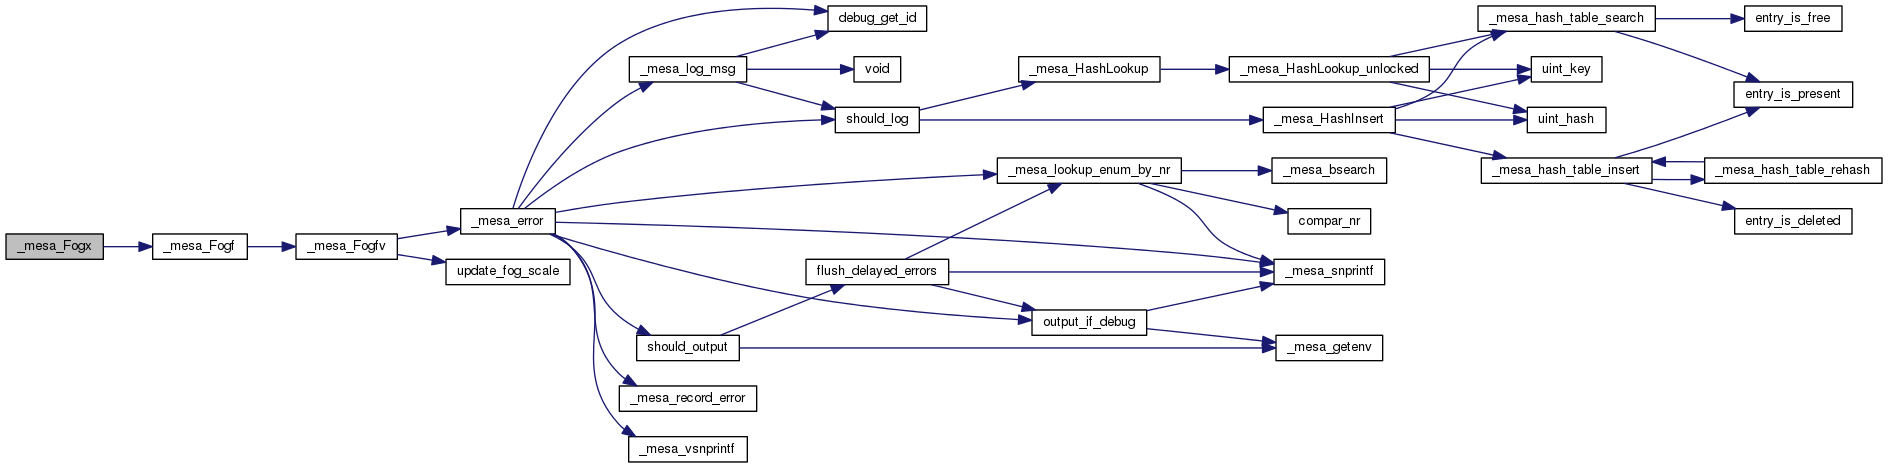 _mesa_Fogx
_mesa_Fogf
_mesa_Fogfv
_mesa_error
update_fog_scale
debug_get_id
_mesa_log_msg
void
should_log
_mesa_HashLookup
_mesa_HashLookup_unlocked
_mesa_HashInsert
_mesa_hash_table_search
entry_is_free
uint_key
entry_is_present
uint_hash
_mesa_hash_table_insert
_mesa_hash_table_rehash
entry_is_deleted
_mesa_lookup_enum_by_nr
_mesa_bsearch
compar_nr
flush_delayed_errors
_mesa_snprintf
output_if_debug
should_output
_mesa_getenv
_mesa_record_error
_mesa_vsnprintf